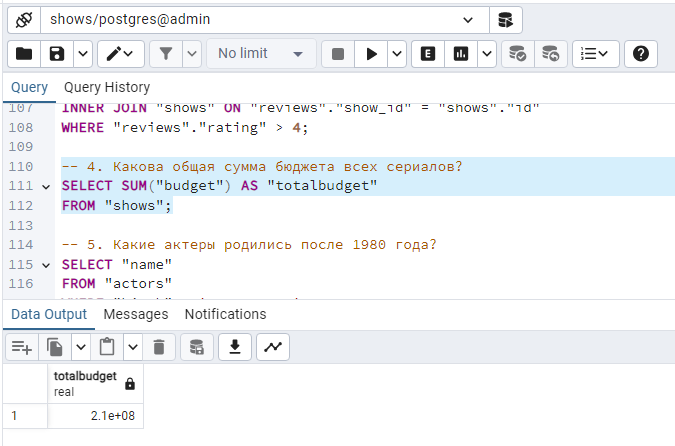 shows/postgres@admin
No limit
E
Query Query History
107 INNER JOIN "shows" ON "reviews"."show_id" = "shows"."id"
108 WHERE "reviews"."rating" > 4;
109
110 -- 4. Какова общая сумма бюджета всех сериалов?
111 SELECT SUM("budget") AS "totalbudget"
112 FROM "shows";
113
114 -- 5. Какие актеры родились после 1980 года?
115 SELECT "name"
116 FROM "actors"
Data Output Messages Notifications
totalbudget
real
1 2.1e+08